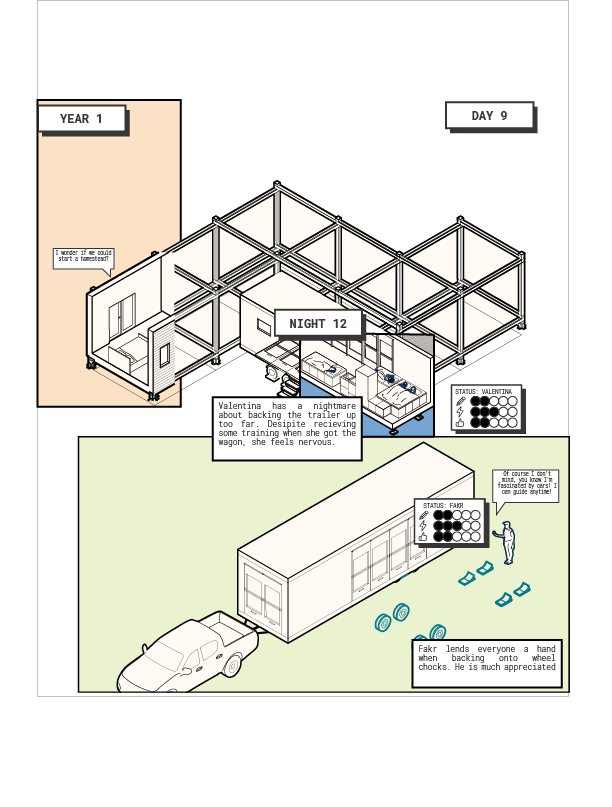 YEAR 1
DAY 9
I wonder if we could
start a homestead?
NIGHT 12
STATUS: VALENTINA
Valentina has a nightmare
about backing the trailer up
too far. Desipite recieving
some training when she got the
wagon, she feels nervous.
Of course I don't
mind, you know I'm
fascinated by cars! I
can guide anytime!
STATUS: FAKR
Fakr lends everyone a hand
when backing onto wheel
chocks. He is much appreciated